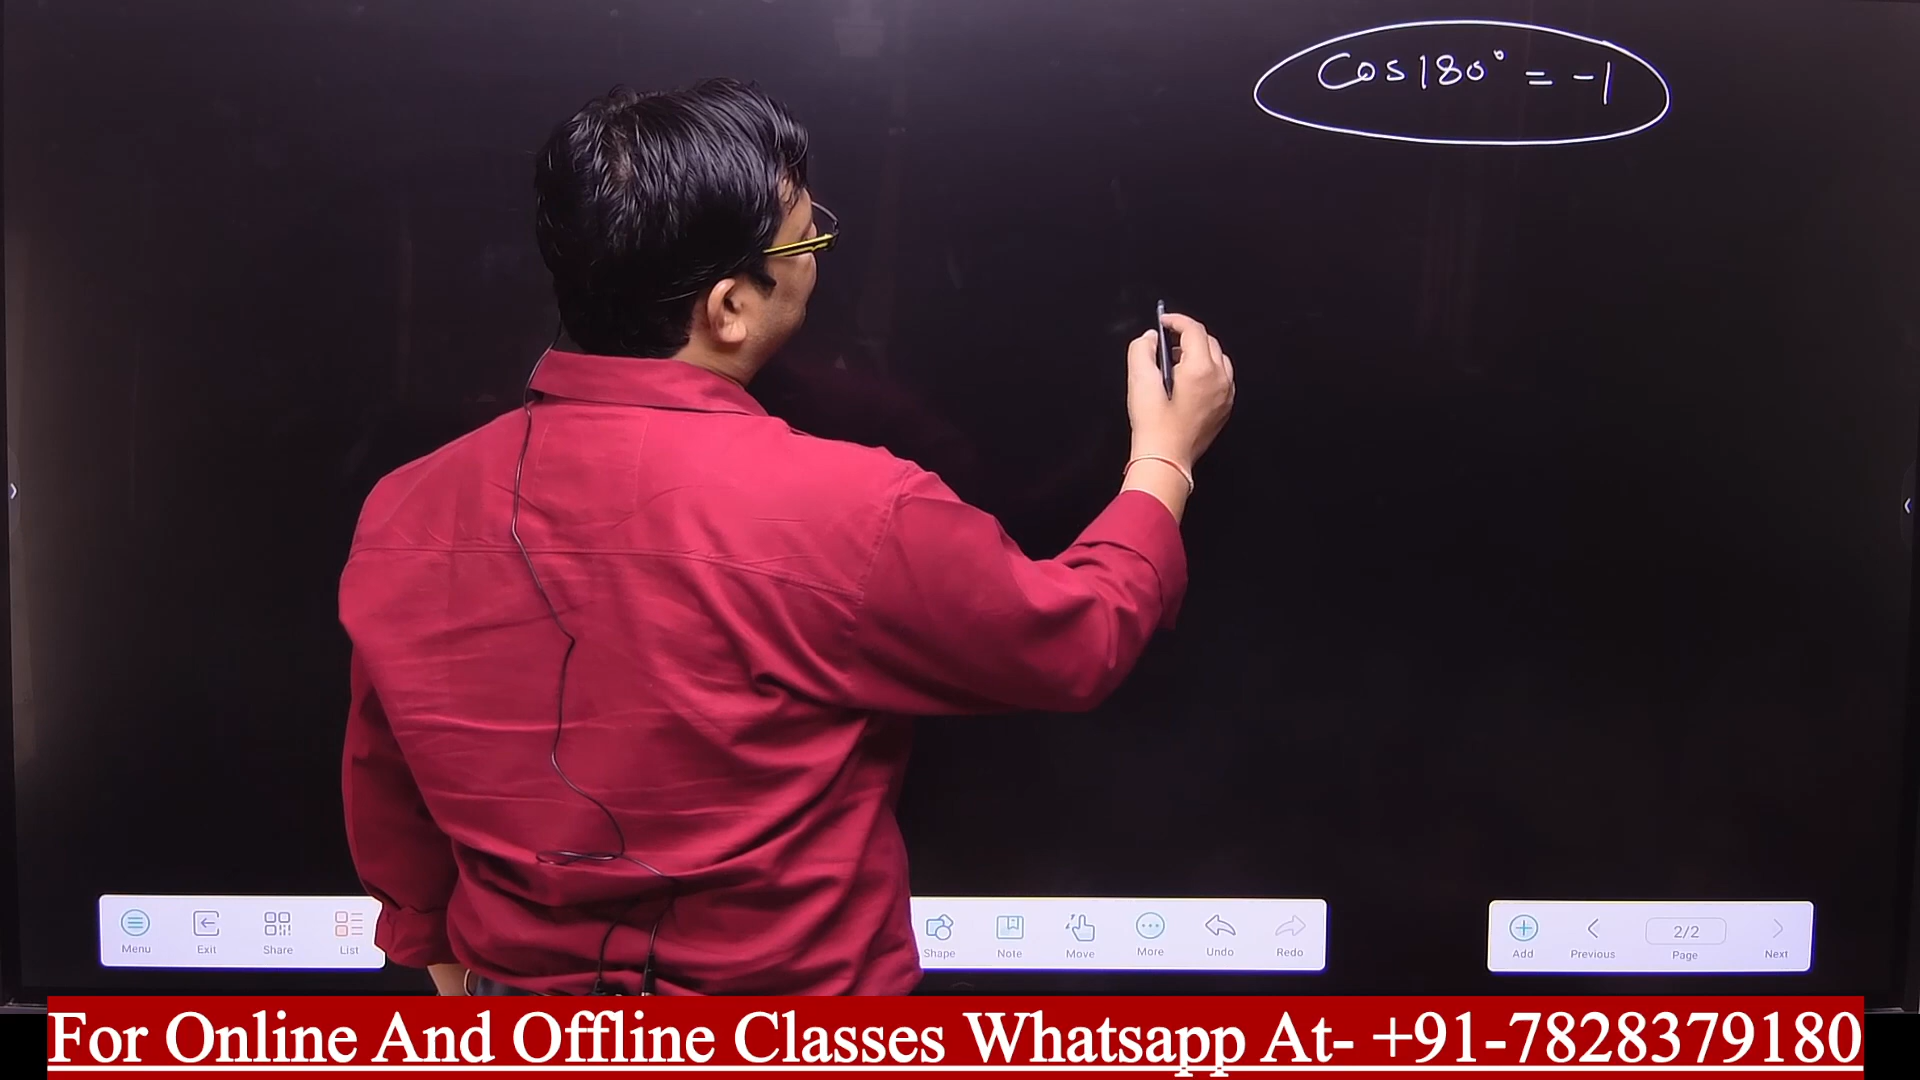 Cos 180° = -1
Menu
Exit
Share
List
Shape
Note
Move
More
Undo
Redo
Add
Previous
2/2
Page
Next
For Online And Offline Classes Whatsapp At- +91-7828379180